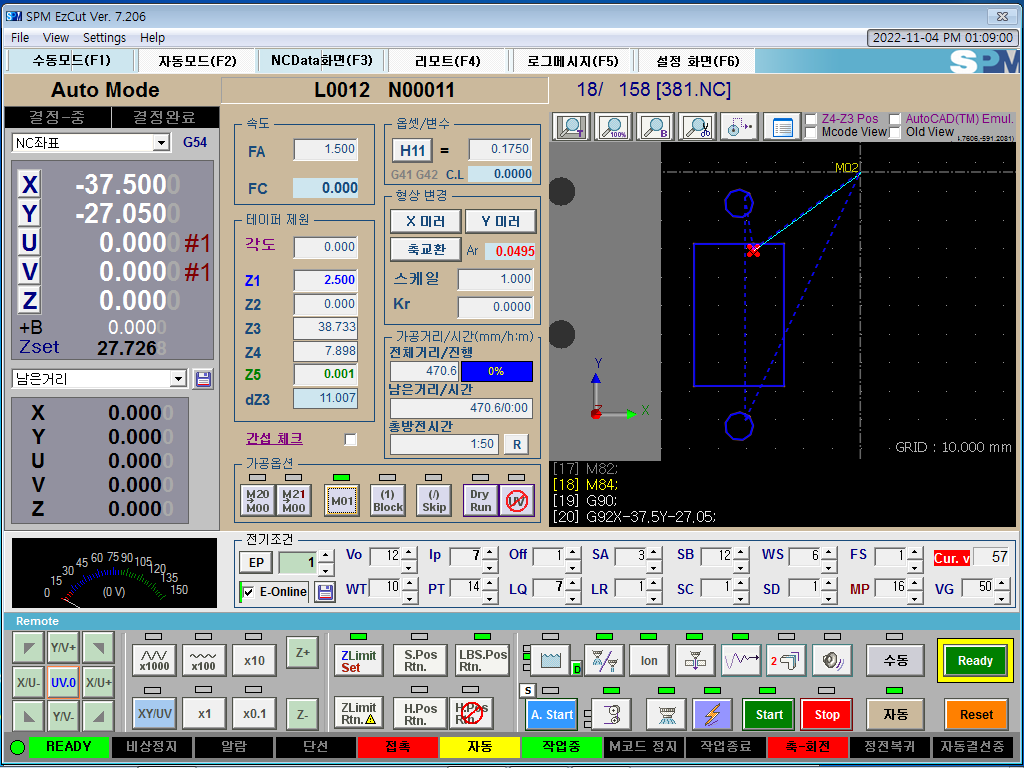 SPM EzCut Ver. 7.206
File View Settings Help
2022-11-04 PM 01:09:00
수동모드(F1) 자동모드(F2) NCData화면(F3) 리모트(F4) 로그메시지(F5) 설정 화면(F6) SPM
Auto Mode L0012 N00011 18/ 158 [381.NC]
결정-중 결정완료
NC좌표 G54
X -37.5000
Y -27.0500
U 0.0000 #1
V 0.0000 #1
Z 0.0000
+B 0.0000
Zset 27.7268
남은거리
X 0.0000
Y 0.0000
U 0.0000
V 0.0000
Z 0.0000
속도
FA 1.500
FC 0.000
테이퍼 제원
각도 0.000
Z1 2.500
Z2 0.000
Z3 38.733
Z4 7.898
Z5 0.001
dZ3 11.007
간섭 체크
옵셋/변수
H11 = 0.1750
G41 G42 C.L 0.0000
형상 변경
X 미러 Y 미러
축교환 Ar 0.0495
스케일 1.000
Kr 0.0000
가공거리/시간(mm/h:m)
전체거리/진행
470.6 0%
남은거리/시간
470.6/0:00
총방전시간
1:50 R
가공옵션
M20 M00 M21 M00 M01 (1) Block (/) Skip Dry Run UV
T 100% B
Z4-Z3 Pos AutoCAD(TM) Emul.
Mcode View Old View
M02
Y
Z X
GRID : 10.000 mm
[17] M82;
[18] M84;
[19] G90;
[20] G92X-37.5Y-27.05;
0 15 30 45 60 75 90 105 120 135 150
(0 V)
전기조건
EP 1 Vo 12 Ip 7 Off 1 SA 3 SB 12 WS 6 FS 1 Cur. v 57
E-Online WT 10 PT 14 LQ 7 LR 1 SC 1 SD 1 MP 16 VG 50
Remote
Y/V+ x1000 x100 x10 Z+ ZLimit Set S.Pos Rtn. LBS.Pos Rtn. D Ion 2 수동 Ready
X/U- UV.0 X/U+
Y/V- XY/UV x1 x0.1 Z- ZLimit Rtn. H.Pos Rtn. H.Pos Rtn. S A. Start Start Stop 자동 Reset
READY 비상정지 알람 단선 접촉 자동 작업중 M코드 정지 작업종료 축-회전 정전복귀 자동결선중